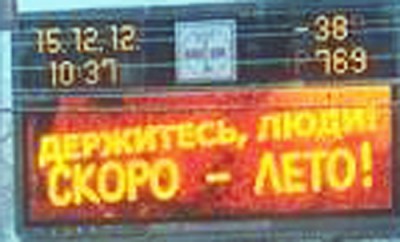 15.12.12. -38
10:37 769
ДЕРЖИТЕСЬ, ЛЮДИ!
СКОРО - ЛЕТО!